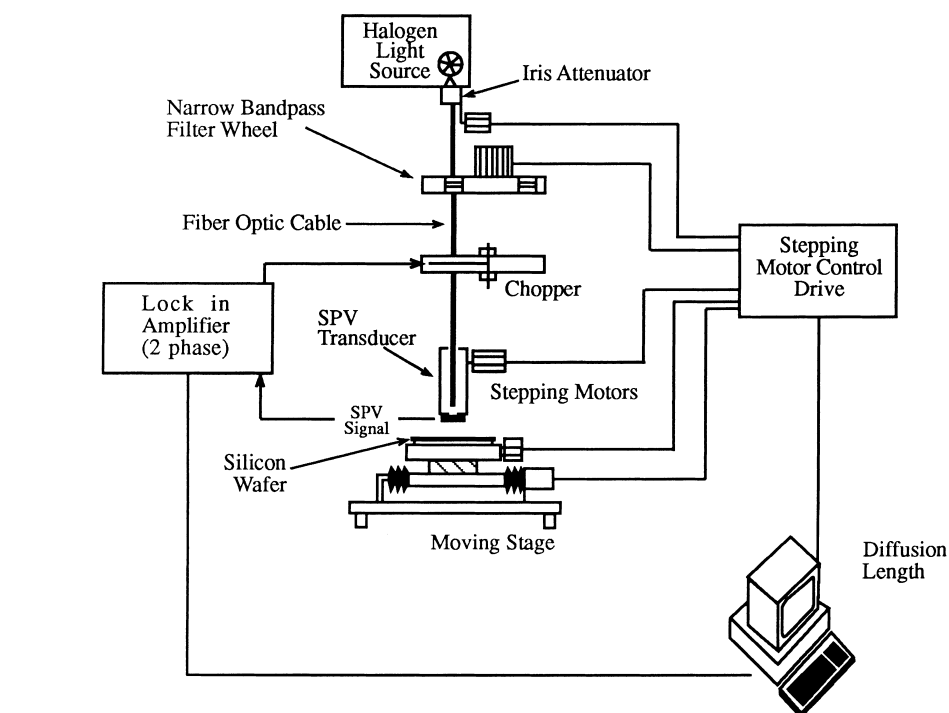 Halogen
Light
Source
Iris Attenuator
Narrow Bandpass
Filter Wheel
Fiber Optic Cable
Stepping
Motor Control
Drive
Chopper
Lock in
Amplifier
(2 phase)
SPV
Transducer
Stepping Motors
SPV
Signal
Silicon
Wafer
Moving Stage
Diffusion
Length